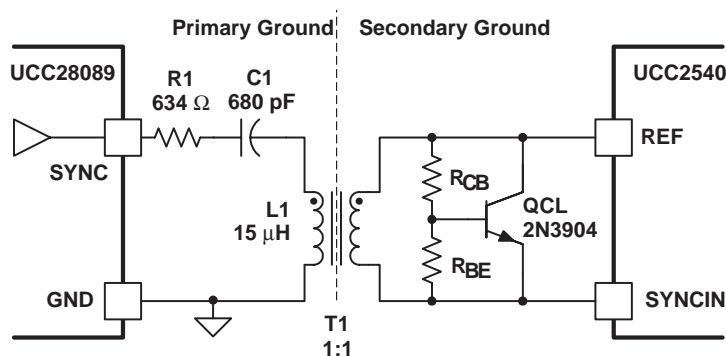 Primary Ground
Secondary Ground
UCC28089
R1
634 Ω
C1
680 pF
UCC2540
SYNC
REF
L1
15 μH
RCB
QCL
2N3904
RBE
GND
SYNCIN
T1
1:1